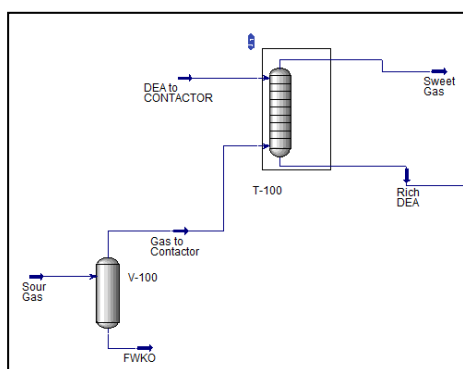 DEA to
CONTACTOR
Sweet
Gas
T-100
Rich
DEA
Gas to
Contactor
Sour
Gas
V-100
FWKO